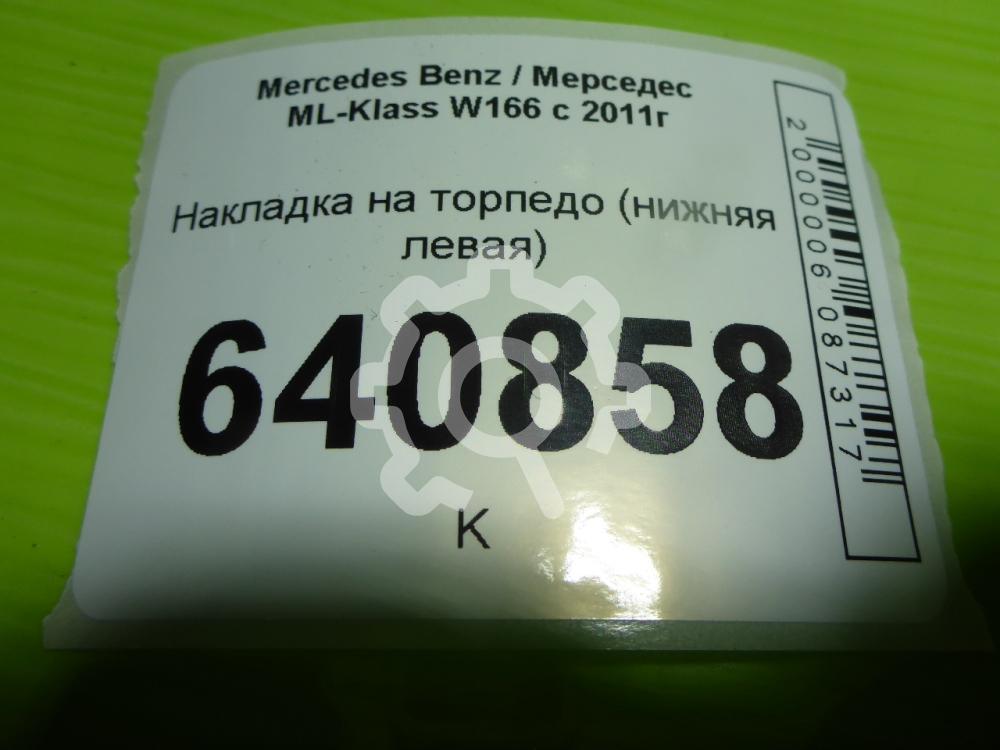 Mercedes Benz / Мерседес
ML-Klass W166 с 2011г
Накладка на торпедо (нижняя
левая)
640858
К
2000006087317